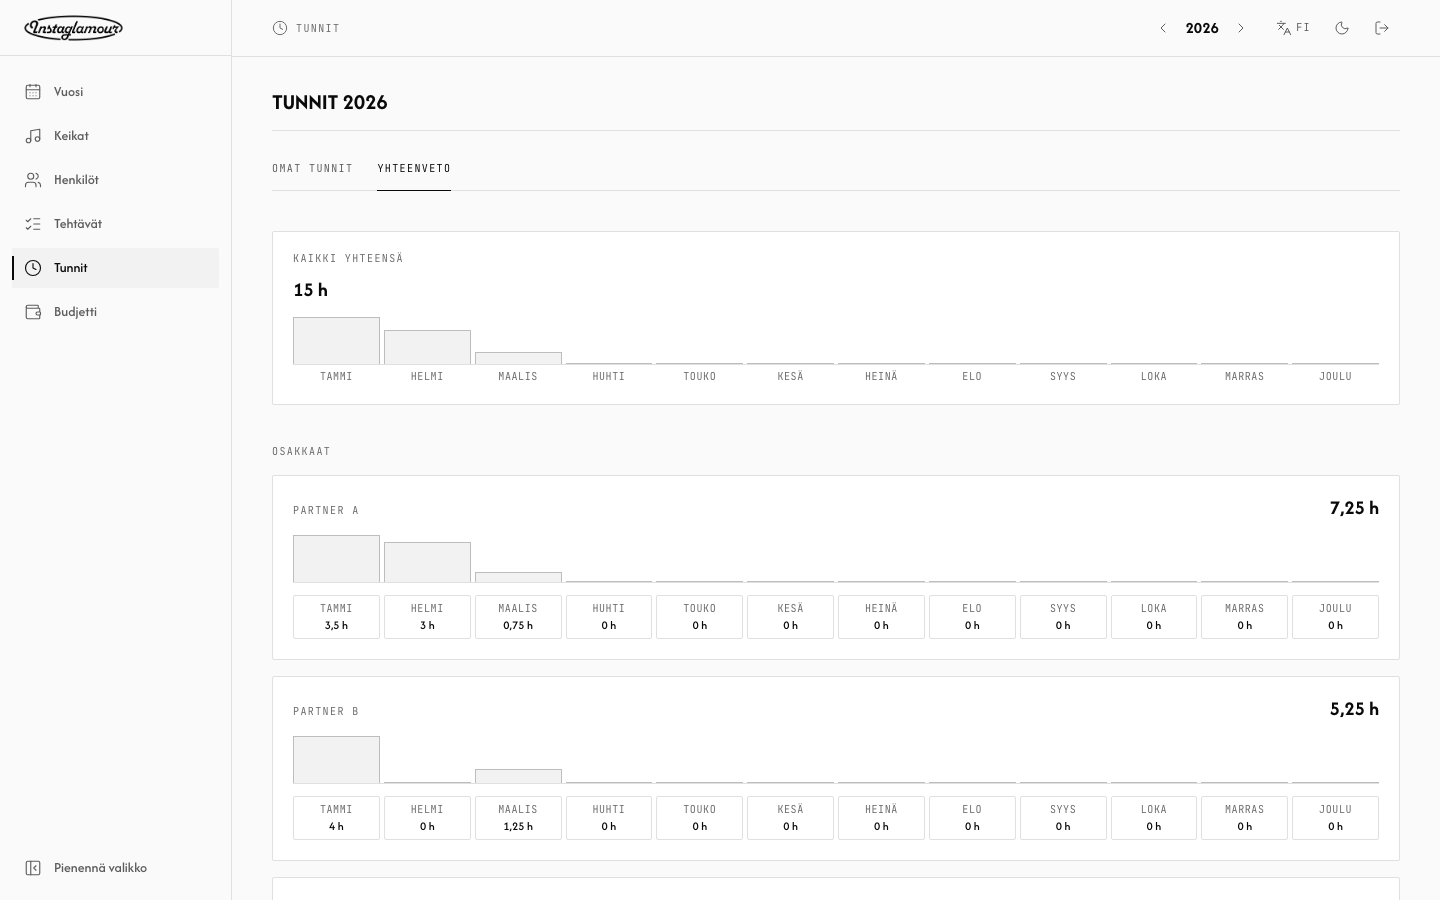 Instaglamour
TUNNIT
2026
FI
Vuosi
Keikat
Henkilöt
Tehtävät
Tunnit
Budjetti
Pienennä valikko
TUNNIT 2026
OMAT TUNNIT YHTEENVETO
KAIKKI YHTEENSÄ
15 h
TAMMI HELMI MAALIS HUHTI TOUKO KESÄ HEINÄ ELO SYYS LOKA MARRAS JOULU
OSAKKAAT
PARTNER A 7,25 h
TAMMI HELMI MAALIS HUHTI TOUKO KESÄ HEINÄ ELO SYYS LOKA MARRAS JOULU
3,5 h 3 h 0,75 h 0 h 0 h 0 h 0 h 0 h 0 h 0 h 0 h 0 h
PARTNER B 5,25 h
TAMMI HELMI MAALIS HUHTI TOUKO KESÄ HEINÄ ELO SYYS LOKA MARRAS JOULU
4 h 0 h 1,25 h 0 h 0 h 0 h 0 h 0 h 0 h 0 h 0 h 0 h